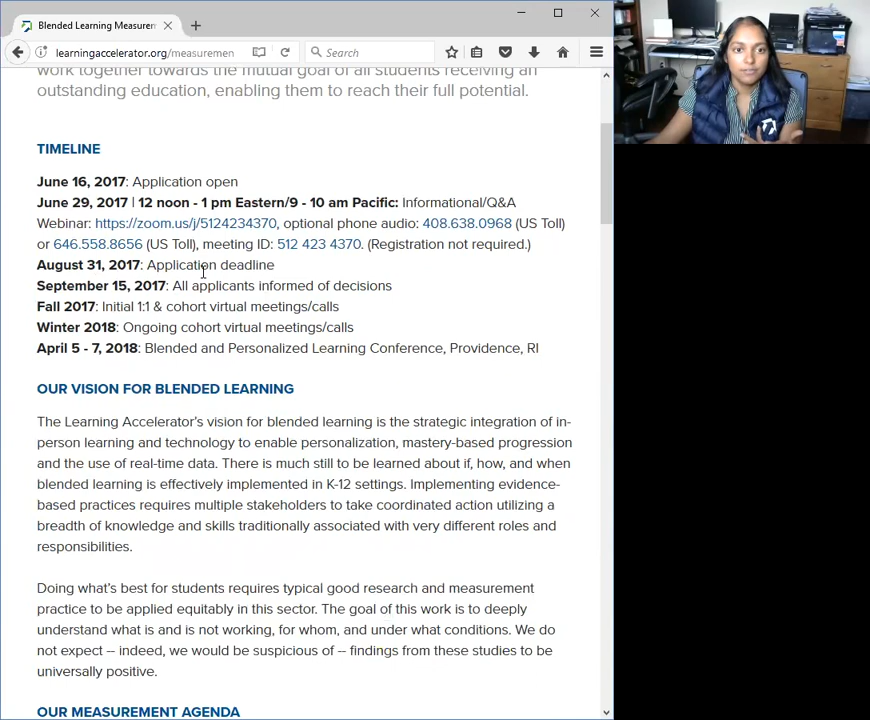 Blended Learning Measurem
learningaccelerator.org/measuremen
Search
work together towards the mutual goal of all students receiving an
outstanding education, enabling them to reach their full potential.
TIMELINE
June 16, 2017: Application open
June 29, 2017 | 12 noon - 1 pm Eastern/9 - 10 am Pacific: Informational/Q&A
Webinar: https://zoom.us/j/5124234370, optional phone audio: 408.638.0968 (US Toll)
or 646.558.8656 (US Toll), meeting ID: 512 423 4370. (Registration not required.)
August 31, 2017: Application deadline
September 15, 2017: All applicants informed of decisions
Fall 2017: Initial 1:1 & cohort virtual meetings/calls
Winter 2018: Ongoing cohort virtual meetings/calls
April 5 - 7, 2018: Blended and Personalized Learning Conference, Providence, RI
OUR VISION FOR BLENDED LEARNING
The Learning Accelerator's vision for blended learning is the strategic integration of in-
person learning and technology to enable personalization, mastery-based progression
and the use of real-time data. There is much still to be learned about if, how, and when
blended learning is effectively implemented in K-12 settings. Implementing evidence-
based practices requires multiple stakeholders to take coordinated action utilizing a
breadth of knowledge and skills traditionally associated with very different roles and
responsibilities.
Doing what's best for students requires typical good research and measurement
practice to be applied equitably in this sector. The goal of this work is to deeply
understand what is and is not working, for whom, and under what conditions. We do
not expect -- indeed, we would be suspicious of -- findings from these studies to be
universally positive.
OUR MEASUREMENT AGENDA